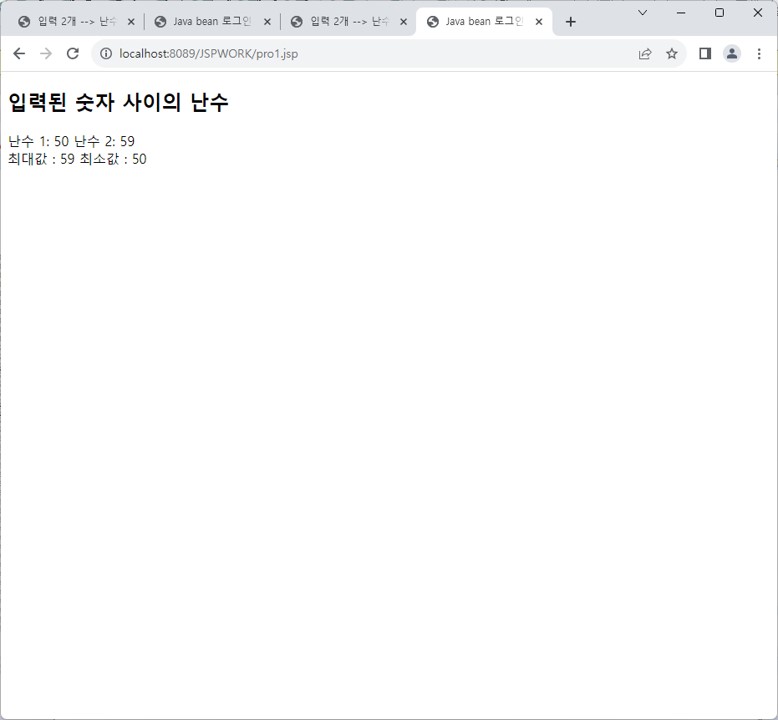 입력 2개 --> 난수
Java bean 로그인
입력 2개 --> 난수
Java bean 로그인
localhost:8089/JSPWORK/pro1.jsp
입력된 숫자 사이의 난수
난수 1: 50 난수 2: 59
최대값 : 59 최소값 : 50